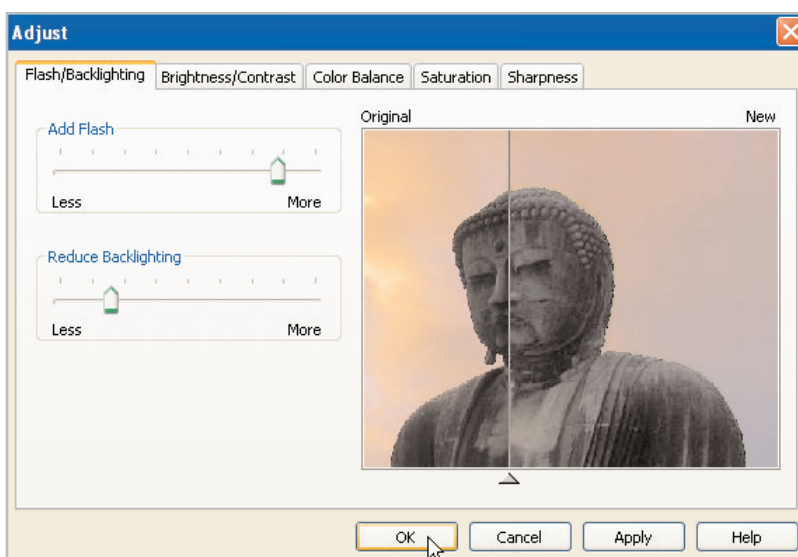 Adjust
Flash/Backlighting Brightness/Contrast Color Balance Saturation Sharpness
Original New
Add Flash
Less More
Reduce Backlighting
Less More
OK Cancel Apply Help